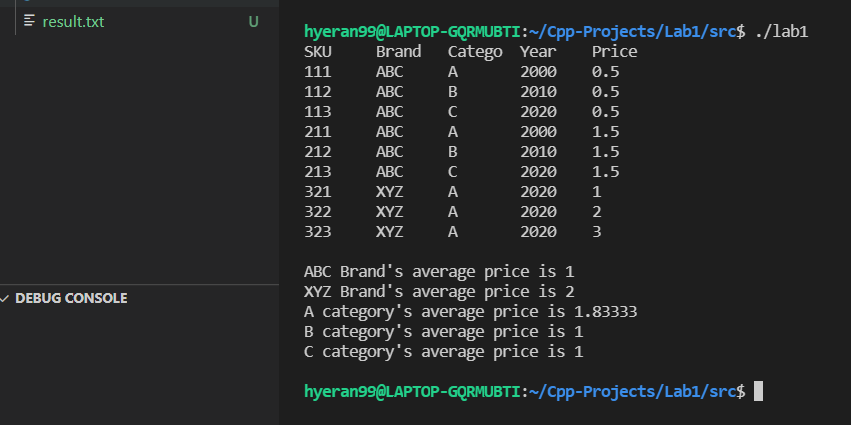 result.txt U
DEBUG CONSOLE
hyeran99@LAPTOP-GQRMUBTI:~/Cpp-Projects/Lab1/src$ ./lab1
SKU Brand Catego Year Price
111 ABC A 2000 0.5
112 ABC B 2010 0.5
113 ABC C 2020 0.5
211 ABC A 2000 1.5
212 ABC B 2010 1.5
213 ABC C 2020 1.5
321 XYZ A 2020 1
322 XYZ A 2020 2
323 XYZ A 2020 3
ABC Brand's average price is 1
XYZ Brand's average price is 2
A category's average price is 1.83333
B category's average price is 1
C category's average price is 1
hyeran99@LAPTOP-GQRMUBTI:~/Cpp-Projects/Lab1/src$